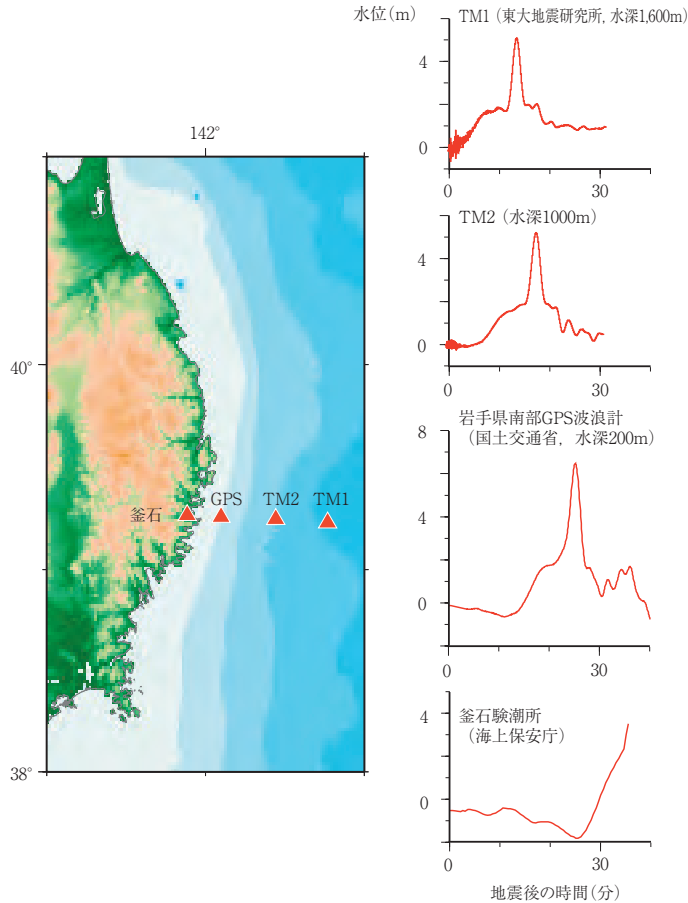 水位（m）
TM1（東大地震研究所, 水深1,600m）
4
0
0
30
142°
40°
38°
釜石
GPS
TM2
TM1
TM2（水深1000m）
4
0
0
30
岩手県南部GPS波浪計
（国土交通省， 水深200m）
8
4
0
0
30
釜石験潮所
（海上保安庁）
4
0
0
30
地震後の時間（分）